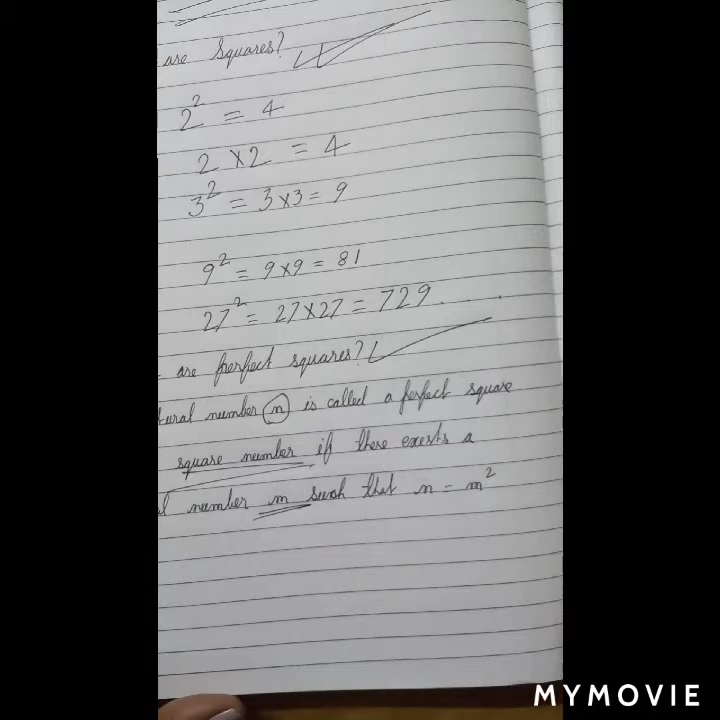 are Squares?
2² = 4
2 × 2 = 4
3² = 3×3 = 9
9² = 9×9 = 81
27² = 27×27 = 729.....
are perfect squares?
tural number n is called a perfect square
square number if there exists a
l number m such that n = m²
MYMOVIE